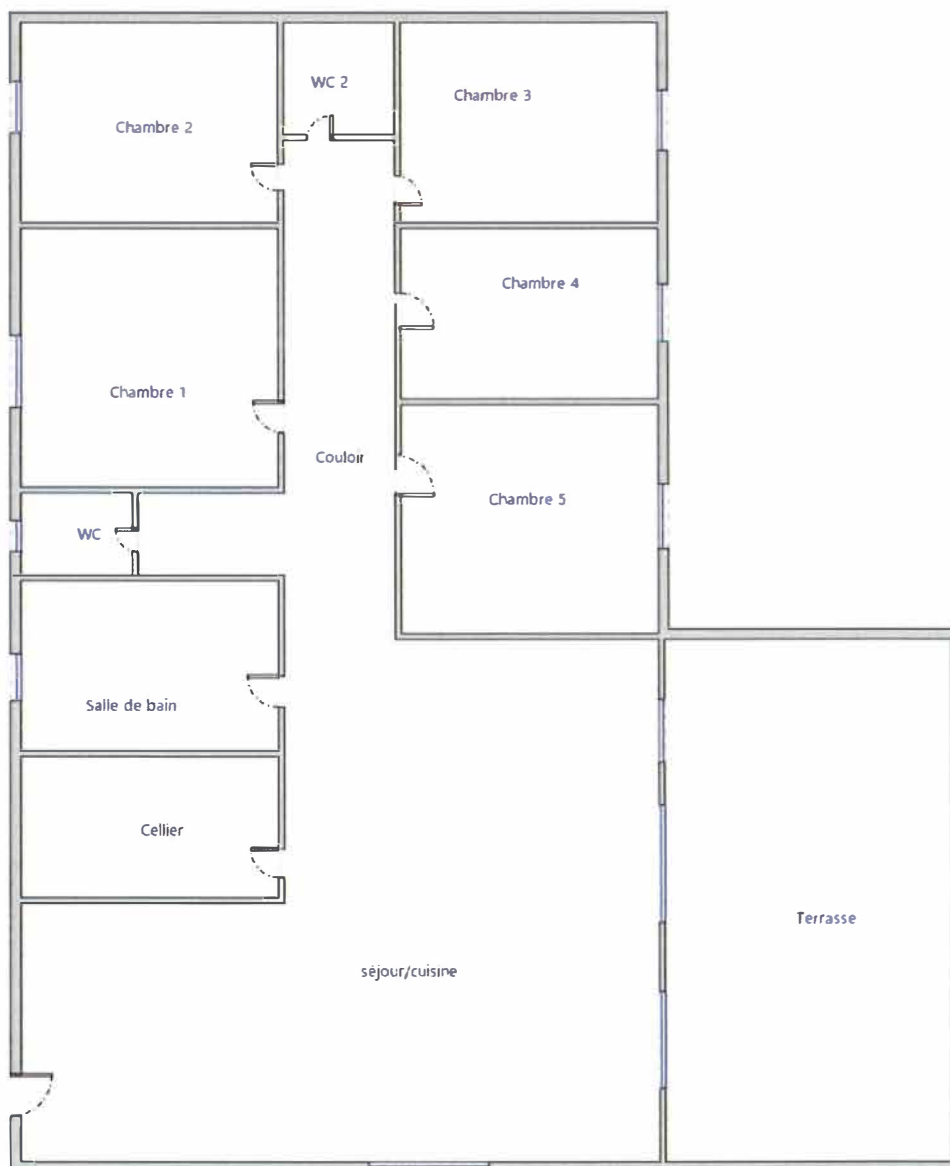 WC 2
Chambre 3
Chambre 2
Chambre 4
Chambre 1
Couloir
Chambre 5
WC
Salle de bain
Cellier
Terrasse
séjour/cuisine